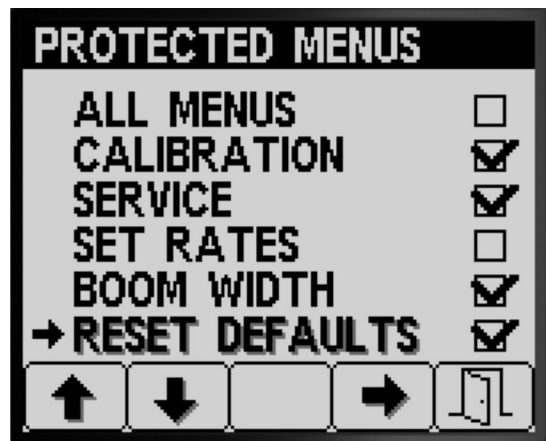 PROTECTED MENUS
ALL MENUS
CALIBRATION
SERVICE
SET RATES
BOOM WIDTH
RESET DEFAULTS